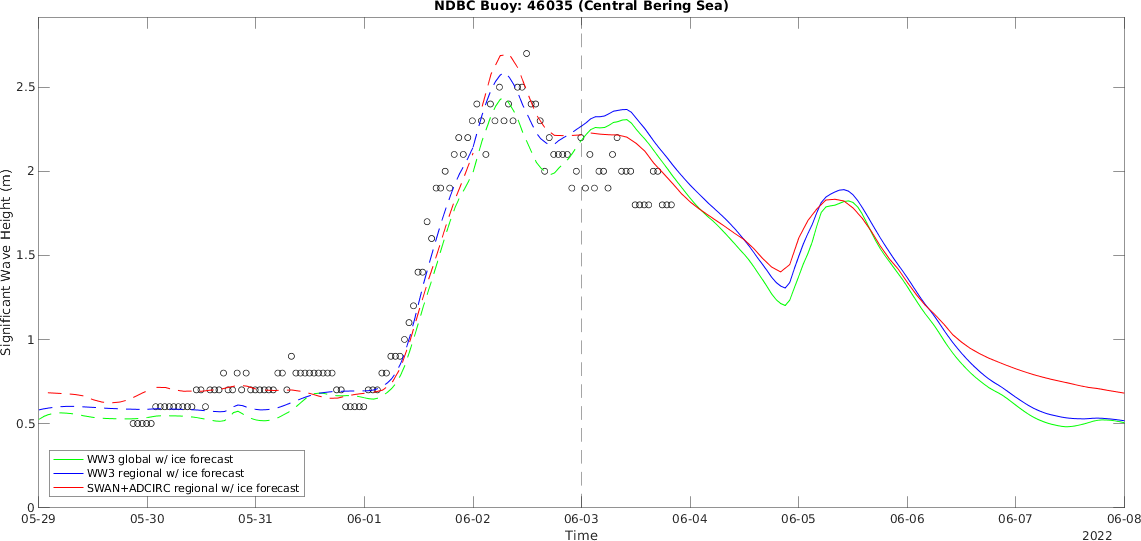 NDBC Buoy: 46035 (Central Bering Sea)
Significant Wave Height (m)
2.5
2
1.5
1
0.5
0
WW3 global w/ ice forecast
WW3 regional w/ ice forecast
SWAN+ADCIRC regional w/ ice forecast
05-29 05-30 05-31 06-01 06-02 06-03 06-04 06-05 06-06 06-07 06-08
Time
2022